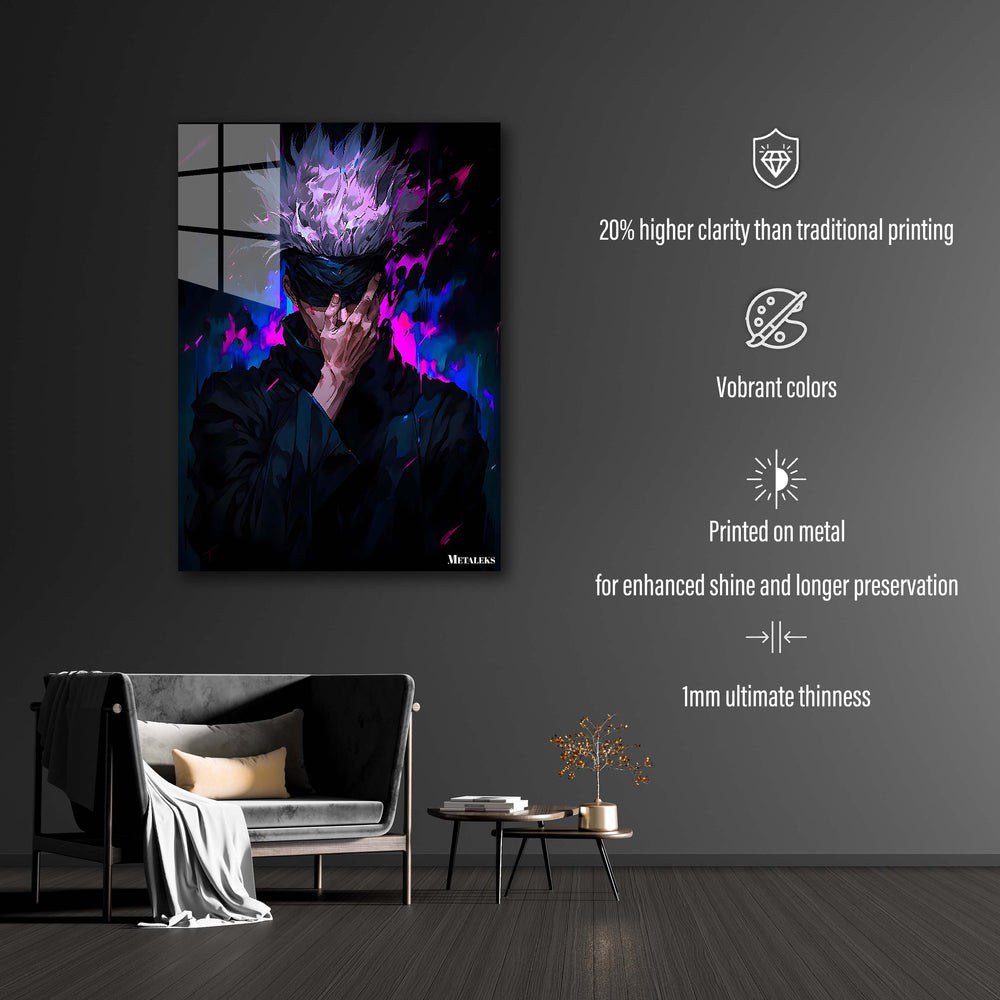 METALEKS
20% higher clarity than traditional printing
Vobrant colors
Printed on metal
for enhanced shine and longer preservation
1mm ultimate thinness